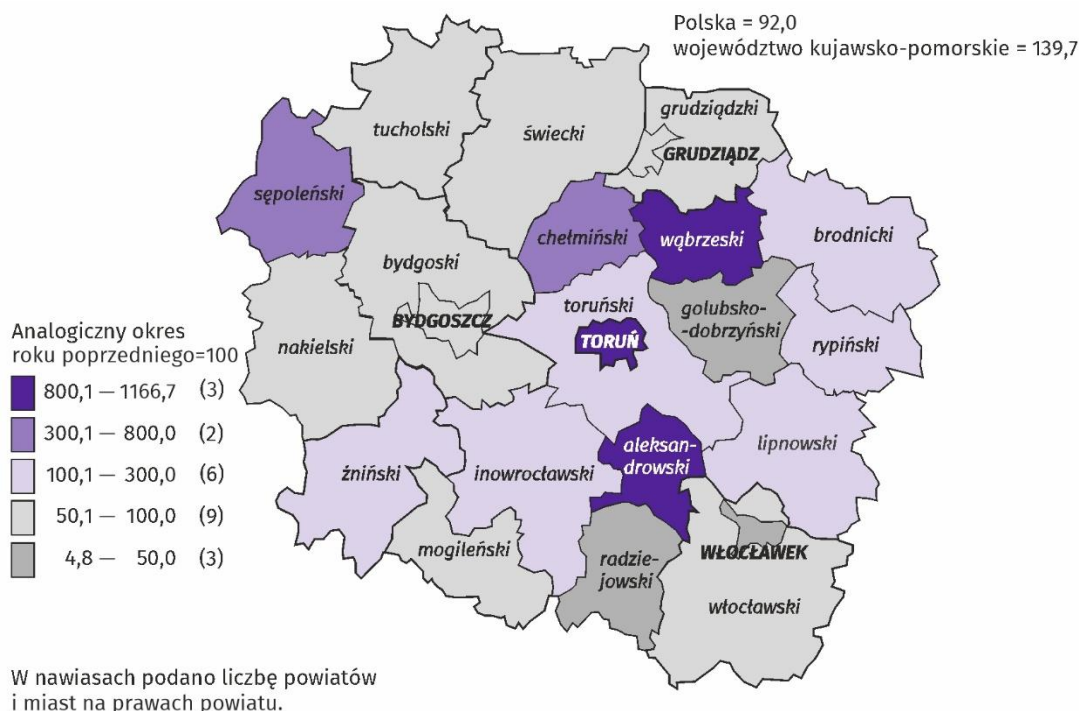 Polska = 92,0
województwo kujawsko-pomorskie = 139,7
grudziądzki
tucholski
świecki
GRUDZIĄDZ
sępoleński
chełmiński
wąbrzeski
brodnicki
bydgoski
toruński
golubsko-
-dobrzyński
BYDGOSZCZ
TORUŃ
nakielski
rypiński
Analogiczny okres
roku poprzedniego=100
800,1 — 1166,7 (3)
300,1 — 800,0 (2)
100,1 — 300,0 (6)
50,1 — 100,0 (9)
4,8 — 50,0 (3)
aleksan-
drowski
lipnowski
żniński
inowrocławski
mogileński
radzie-
jowski
WŁOCŁAWEK
włocławski
W nawiasach podano liczbę powiatów
i miast na prawach powiatu.